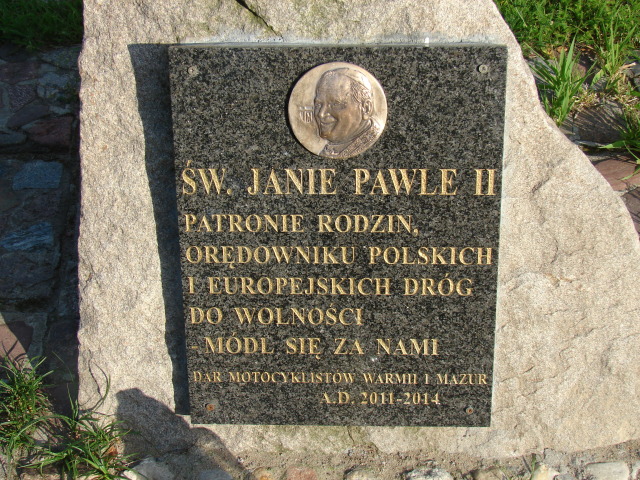 ŚW. JANIE PAWLE II
PATRONIE RODZIN,
ORĘDOWNIKU POLSKICH
I EUROPEJSKICH DRÓG
DO WOLNOŚCI
-MÓDL SIĘ ZA NAMI
DAR MOTOCYKLISTÓW WARMII I MAZUR
A.D. 2011-2014